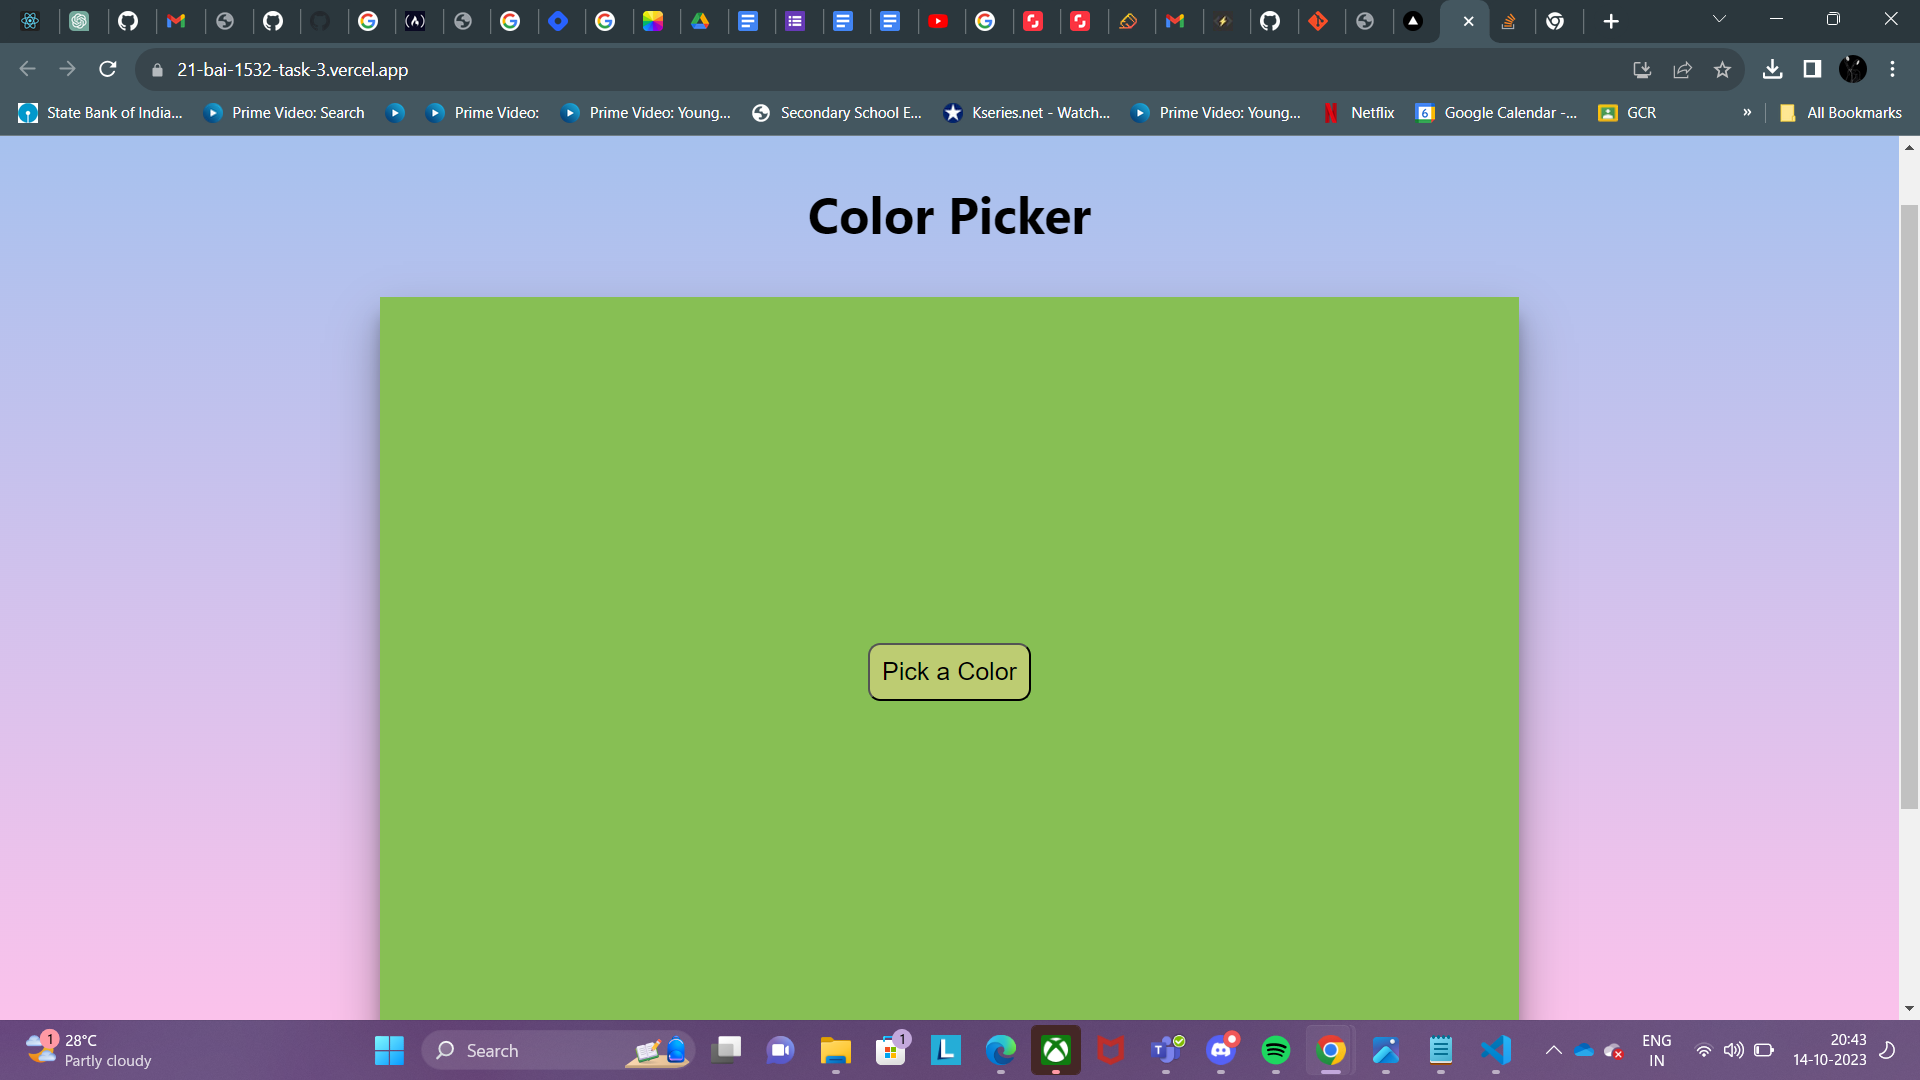 21-bai-1532-task-3.vercel.app
State Bank of India... Prime Video: Search Prime Video: Prime Video: Young... Secondary School E... Kseries.net - Watch... Prime Video: Young... Netflix 6 Google Calendar -... GCR » All Bookmarks
Color Picker
Pick a Color
1 28°C
Partly cloudy
Search
1
L
ENG
IN
20:43
14-10-2023